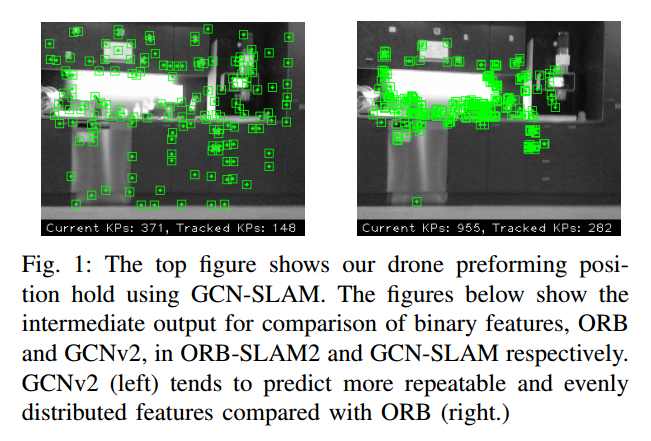 Current KPs: 371, Tracked KPs: 148
Current KPs: 955, Tracked KPs: 282
Fig. 1: The top figure shows our drone preforming posi-
tion hold using GCN-SLAM. The figures below show the
intermediate output for comparison of binary features, ORB
and GCNv2, in ORB-SLAM2 and GCN-SLAM respectively.
GCNv2 (left) tends to predict more repeatable and evenly
distributed features compared with ORB (right.)